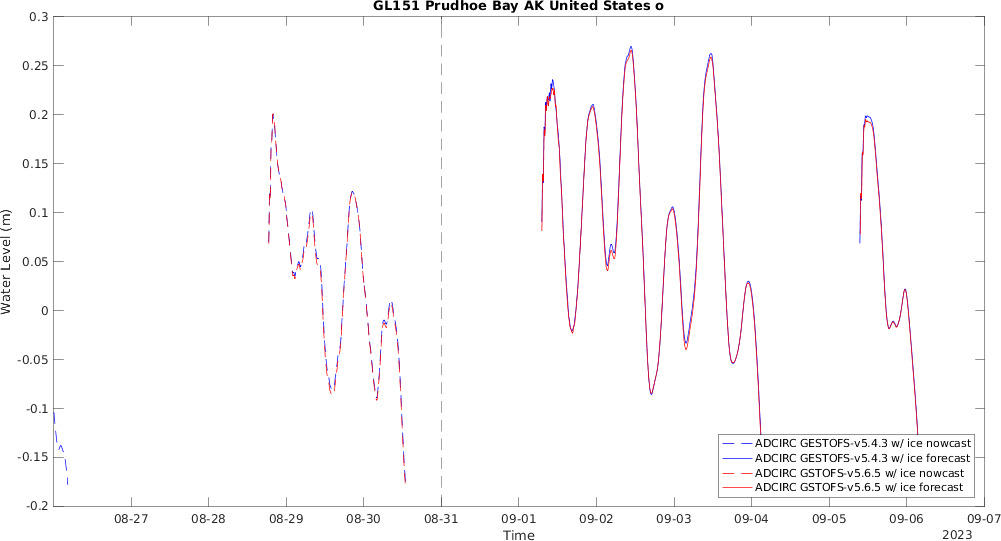 GL151 Prudhoe Bay AK United States o
0.3
0.25
0.2
0.15
0.1
0.05
0
-0.05
-0.1
-0.15
-0.2
Water Level (m)
ADCIRC GESTOFS-v5.4.3 w/ ice nowcast
ADCIRC GESTOFS-v5.4.3 w/ ice forecast
ADCIRC GSTOFS-v5.6.5 w/ ice nowcast
ADCIRC GSTOFS-v5.6.5 w/ ice forecast
08-27 08-28 08-29 08-30 08-31 09-01 09-02 09-03 09-04 09-05 09-06 09-07
Time
2023